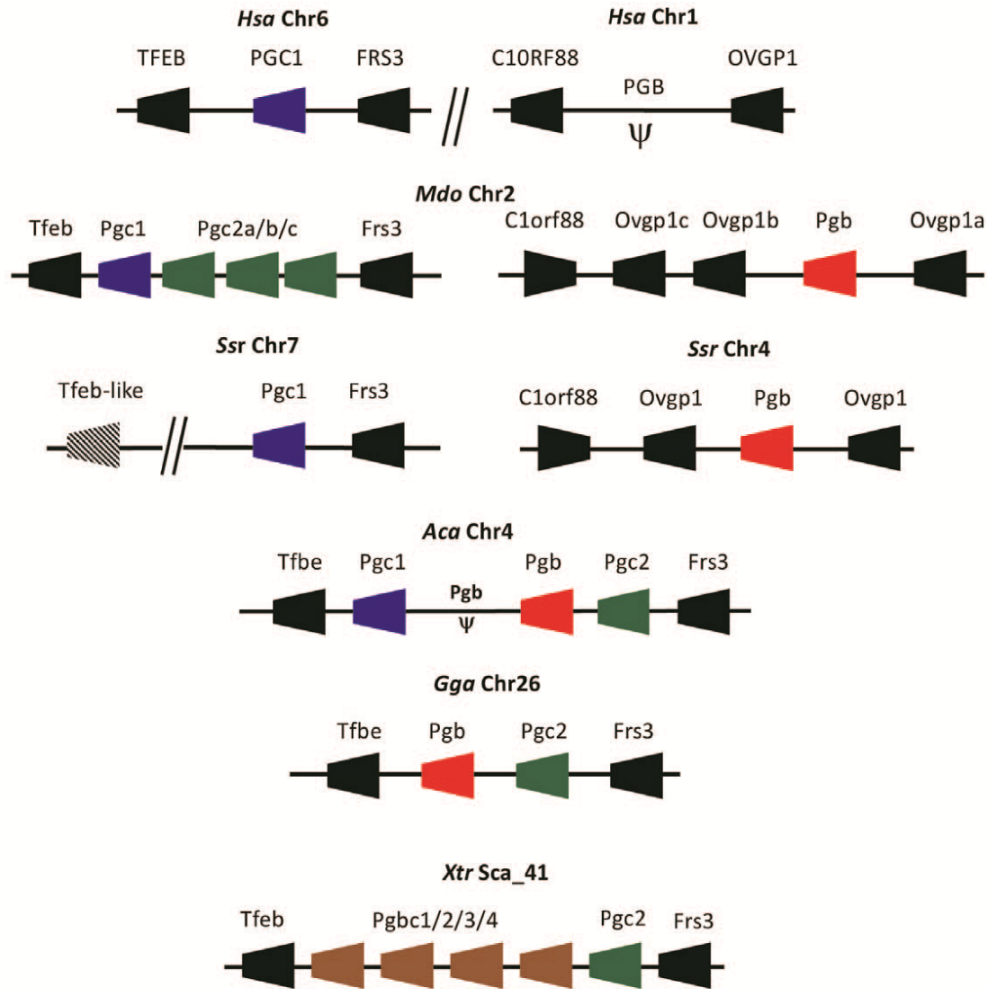 Hsa Chr6 Hsa Chr1
TFEB PGC1 FRS3 C10RF88 PGB OVGP1
Ψ
Mdo Chr2
Tfeb Pgc1 Pgc2a/b/c Frs3 C1orf88 Ovgp1c Ovgp1b Pgb Ovgp1a
Ssr Chr7 Ssr Chr4
Tfeb-like Pgc1 Frs3 C1orf88 Ovgp1 Pgb Ovgp1
Aca Chr4
Tfbe Pgc1 Pgb Pgb Pgc2 Frs3
Ψ
Gga Chr26
Tfbe Pgb Pgc2 Frs3
Xtr Sca_41
Tfeb Pgbc1/2/3/4 Pgc2 Frs3